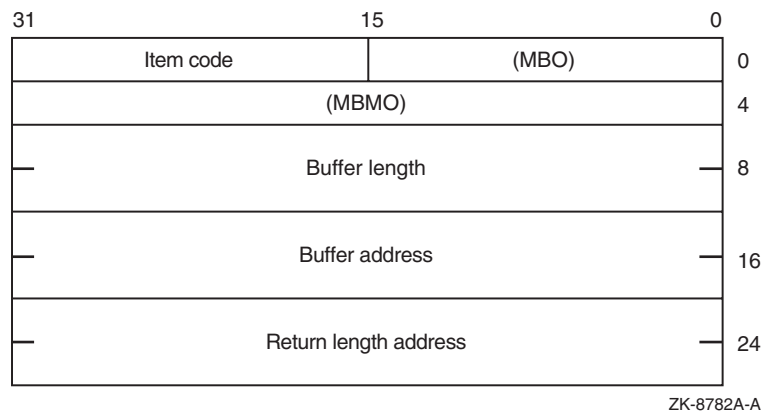 31 15 0
Item code (MBO) 0
(MBMO) 4
Buffer length 8
Buffer address 16
Return length address 24
ZK-8782A-A